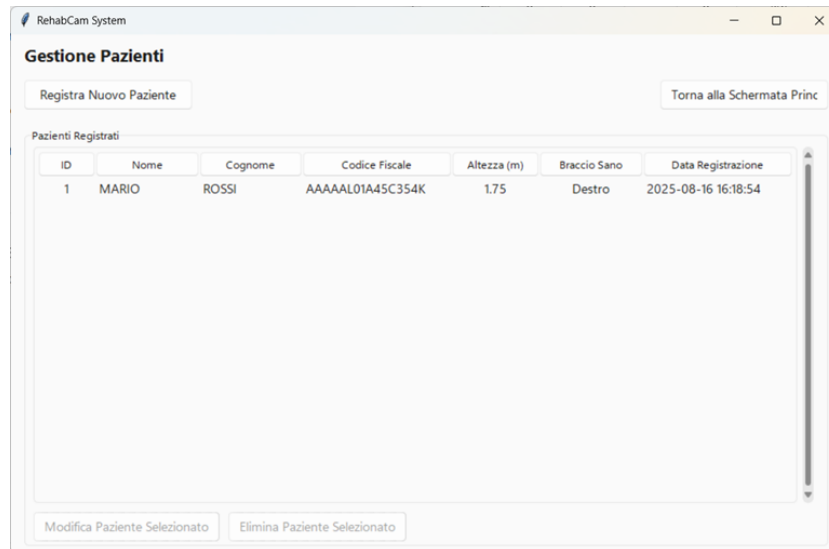 RehabCam System
Gestione Pazienti
Registra Nuovo Paziente Torna alla Schermata Princ
Pazienti Registrati
ID Nome Cognome Codice Fiscale Altezza (m) Braccio Sano Data Registrazione
1 MARIO ROSSI AAAAAL01A45C354K 1.75 Destro 2025-08-16 16:18:54
Modifica Paziente Selezionato Elimina Paziente Selezionato